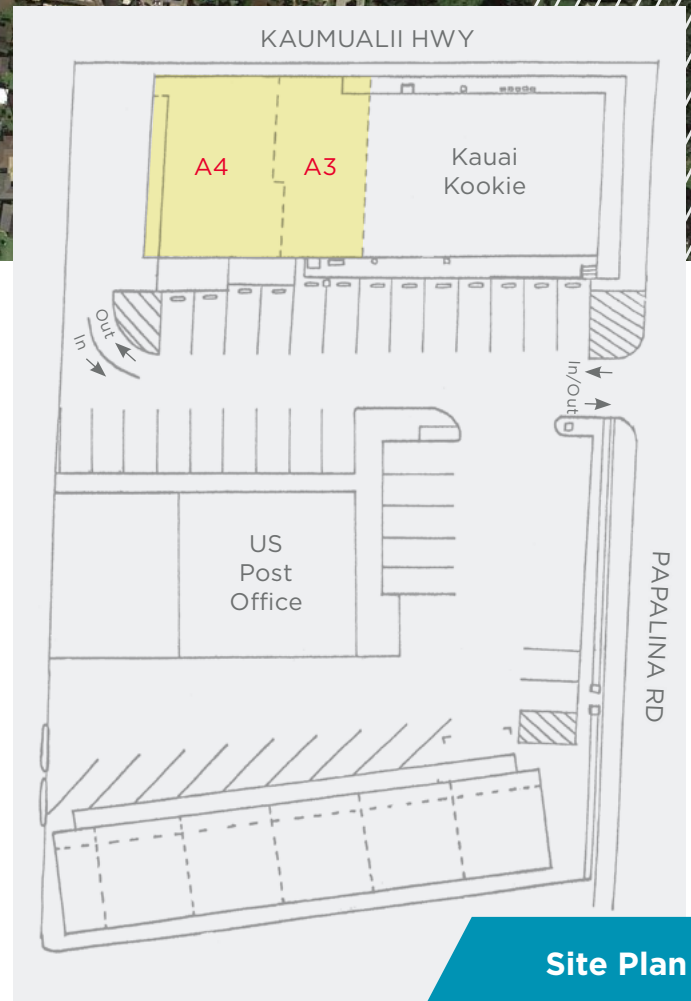 KAUMUALII HWY
A4
A3
Kauai
Kookie
Out
In
In/Out
US
Post
Office
PAPALINA RD
Site Plan